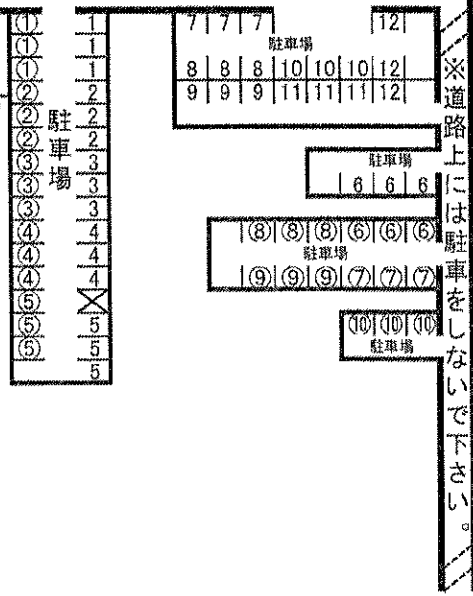 ① 1
① 1
① 1
② 2
② 2
② 2
③ 3
③ 3
③ 3
④ 4
④ 4
④ 4
⑤
⑤ 5
⑤ 5
5
駐車場
7 7 7 12
駐車場
8 8 8 10 10 10 12
9 9 9 11 11 11 12
駐車場
6 6 6
⑧ ⑧ ⑧ ⑥ ⑥ ⑥
駐車場
⑨ ⑨ ⑨ ⑦ ⑦ ⑦
⑩ ⑩ ⑩
駐車場
※道路上には駐車をしないで下さい。